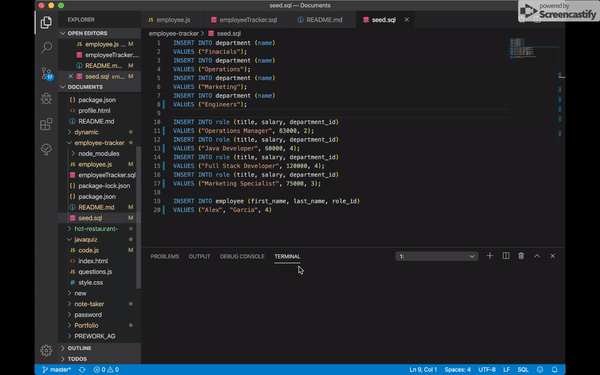 seed.sql — Documents
powered by
Screencastify
EXPLORER
employee.js
employeeTracker.sql
README.md
seed.sql
OPEN EDITORS
employee.js ... M
employeeTracker....
README.md ... M
seed.sql em... M
DOCUMENTS
package.json
profile.html
README.md
dynamic
employee-tracker
node_modules
employee.js M
employeeTracker.sql
package-lock.json
package.json
README.md M
seed.sql M
hot-restaurant-
javaquiz
code.js M
index.html
questions.js
style.css
new
note-taker
password
Portfolio
PREWORK_AG
OUTLINE
TODOS
17
employee-tracker > seed.sql
1 INSERT INTO department (name)
2 VALUES ("Finacials");
3 INSERT INTO department (name)
4 VALUES ("Operations");
5 INSERT INTO department (name)
6 VALUES ("Marketing");
7 INSERT INTO department (name)
8 VALUES ("Engineers");
9
10 INSERT INTO role (title, salary, department_id)
11 VALUES ("Operations Manager", 83000, 2);
12 INSERT INTO role (title, salary, department_id)
13 VALUES ("Java Developer", 60000, 4);
14 INSERT INTO role (title, salary, department_id)
15 VALUES ("Full Stack Developer", 120000, 4);
16 INSERT INTO role (title, salary, department_id)
17 VALUES ("Marketing Specialist", 75000, 3);
18
19 INSERT INTO employee (first_name, last_name, role_id)
20 VALUES ("Alex", "Garcia", 4)
PROBLEMS OUTPUT DEBUG CONSOLE TERMINAL 1:
master* 0 0 Ln 9, Col 1 Spaces: 4 UTF-8 LF SQL